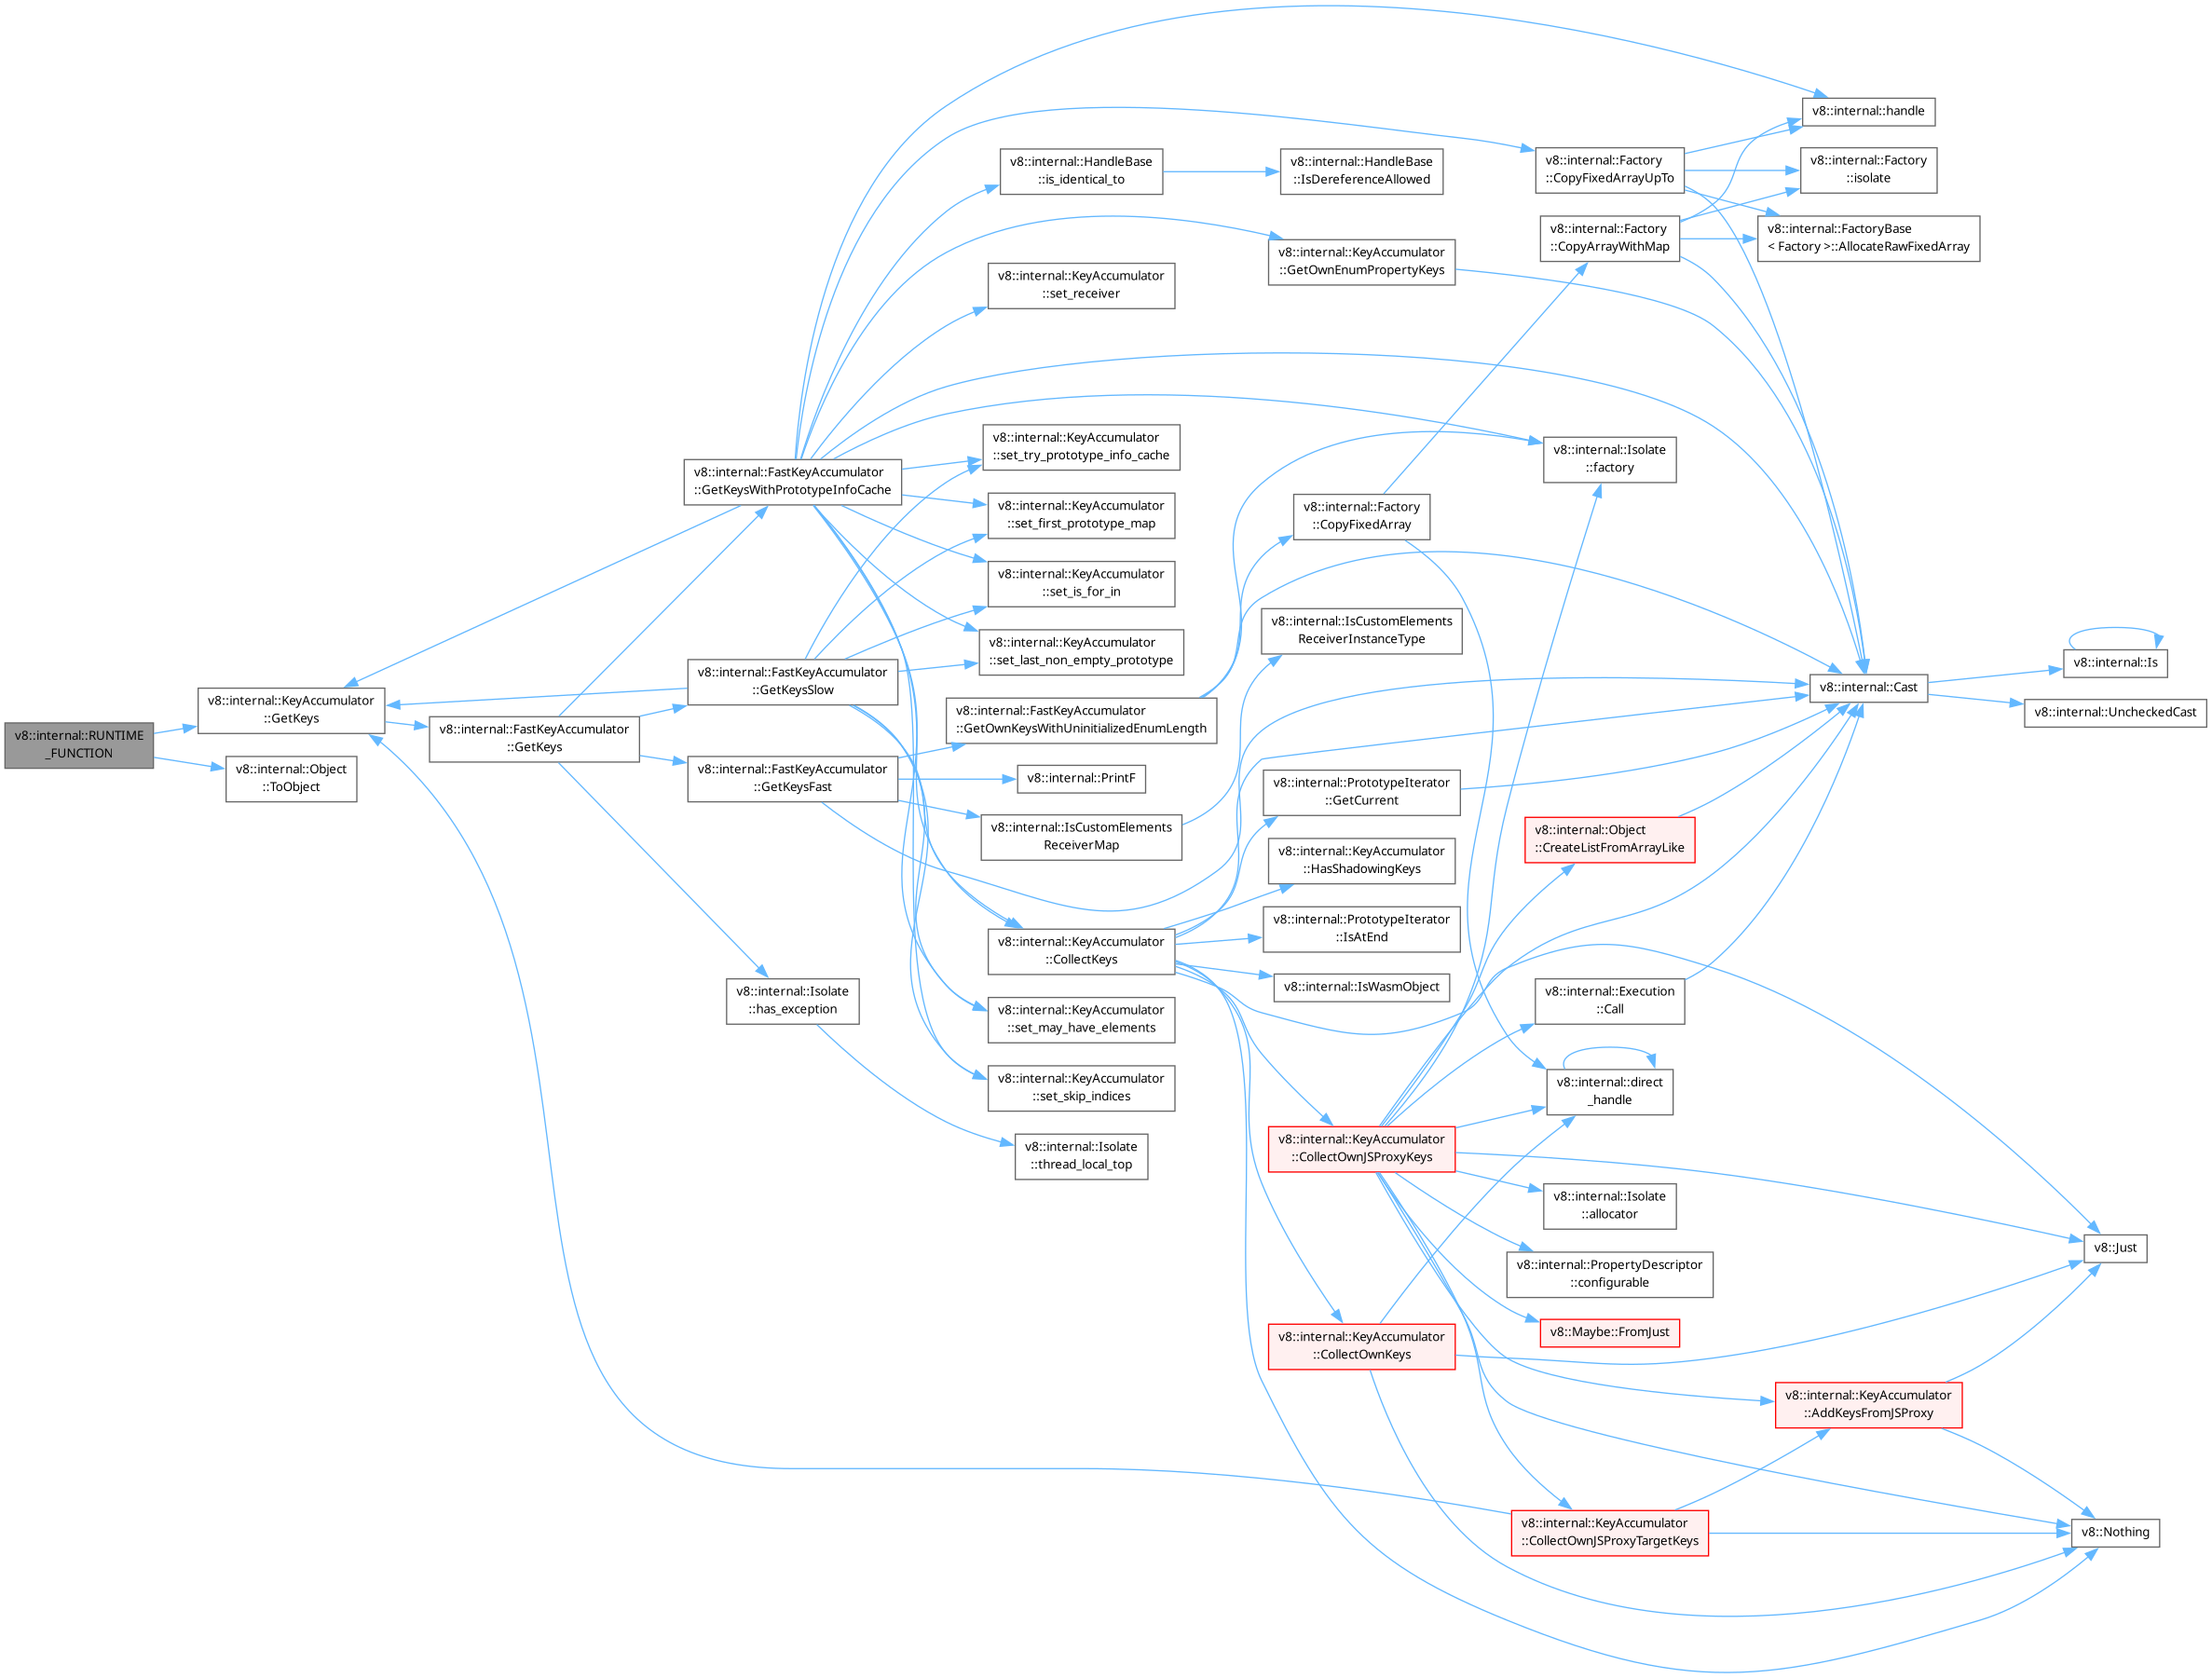 v8::internal::RUNTIME
_FUNCTION
v8::internal::KeyAccumulator
::GetKeys
v8::internal::Object
::ToObject
v8::internal::FastKeyAccumulator
::GetKeys
v8::internal::FastKeyAccumulator
::GetKeysWithPrototypeInfoCache
v8::internal::FastKeyAccumulator
::GetKeysSlow
v8::internal::FastKeyAccumulator
::GetKeysFast
v8::internal::Isolate
::has_exception
v8::internal::HandleBase
::is_identical_to
v8::internal::KeyAccumulator
::set_receiver
v8::internal::KeyAccumulator
::set_try_prototype_info_cache
v8::internal::KeyAccumulator
::set_first_prototype_map
v8::internal::KeyAccumulator
::set_is_for_in
v8::internal::KeyAccumulator
::set_last_non_empty_prototype
v8::internal::FastKeyAccumulator
::GetOwnKeysWithUninitializedEnumLength
v8::internal::PrintF
v8::internal::IsCustomElements
ReceiverMap
v8::internal::KeyAccumulator
::CollectKeys
v8::internal::KeyAccumulator
::set_may_have_elements
v8::internal::KeyAccumulator
::set_skip_indices
v8::internal::Isolate
::thread_local_top
v8::internal::HandleBase
::IsDereferenceAllowed
v8::internal::KeyAccumulator
::GetOwnEnumPropertyKeys
v8::internal::Factory
::CopyFixedArray
v8::internal::IsCustomElements
ReceiverInstanceType
v8::internal::PrototypeIterator
::GetCurrent
v8::internal::KeyAccumulator
::HasShadowingKeys
v8::internal::PrototypeIterator
::IsAtEnd
v8::internal::IsWasmObject
v8::internal::KeyAccumulator
::CollectOwnJSProxyKeys
v8::internal::KeyAccumulator
::CollectOwnKeys
v8::internal::Factory
::CopyFixedArrayUpTo
v8::internal::Factory
::CopyArrayWithMap
v8::internal::Isolate
::factory
v8::internal::Object
::CreateListFromArrayLike
v8::internal::Execution
::Call
v8::internal::direct
_handle
v8::internal::Isolate
::allocator
v8::internal::PropertyDescriptor
::configurable
v8::Maybe::FromJust
v8::internal::KeyAccumulator
::CollectOwnJSProxyTargetKeys
v8::internal::handle
v8::internal::Factory
::isolate
v8::internal::FactoryBase
< Factory >::AllocateRawFixedArray
v8::internal::Cast
v8::internal::KeyAccumulator
::AddKeysFromJSProxy
v8::internal::Is
v8::internal::UncheckedCast
v8::Just
v8::Nothing